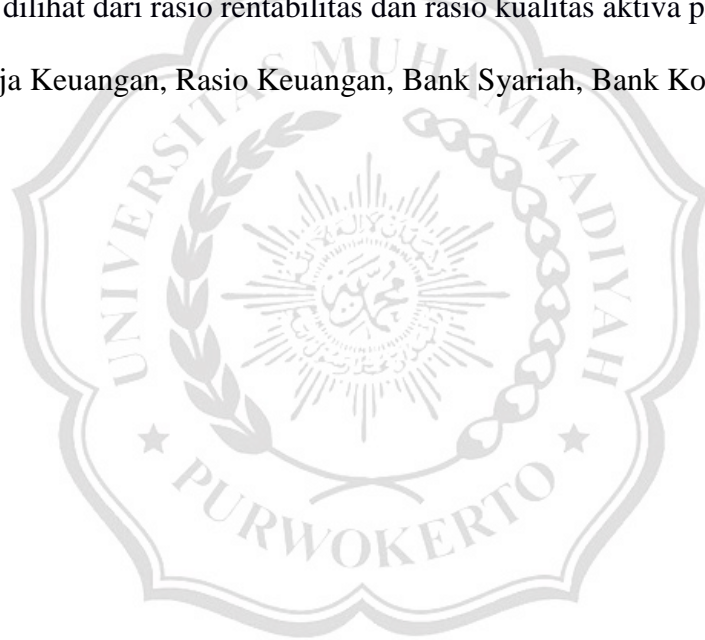 dilihat dari rasio rentabilitas dan rasio kualitas aktiva p
ja Keuangan, Rasio Keuangan, Bank Syariah, Bank Ko
UNIVERSITAS MUHAMMADIYAH
PURWOKERTO